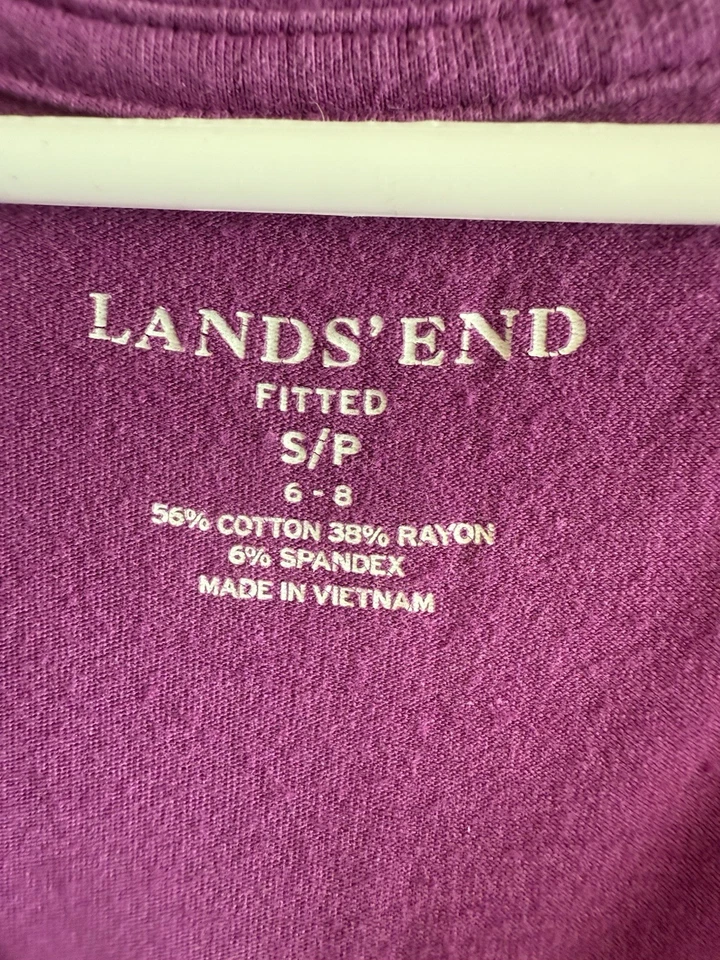 LANDS' END
FITTED
S/P
6 - 8
56% COTTON 38% RAYON
6% SPANDEX
MADE IN VIETNAM